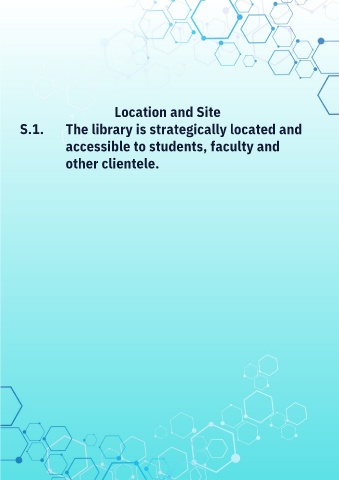 Location and Site
S.1. The library is strategically located and
accessible to students, faculty and
other clientele.